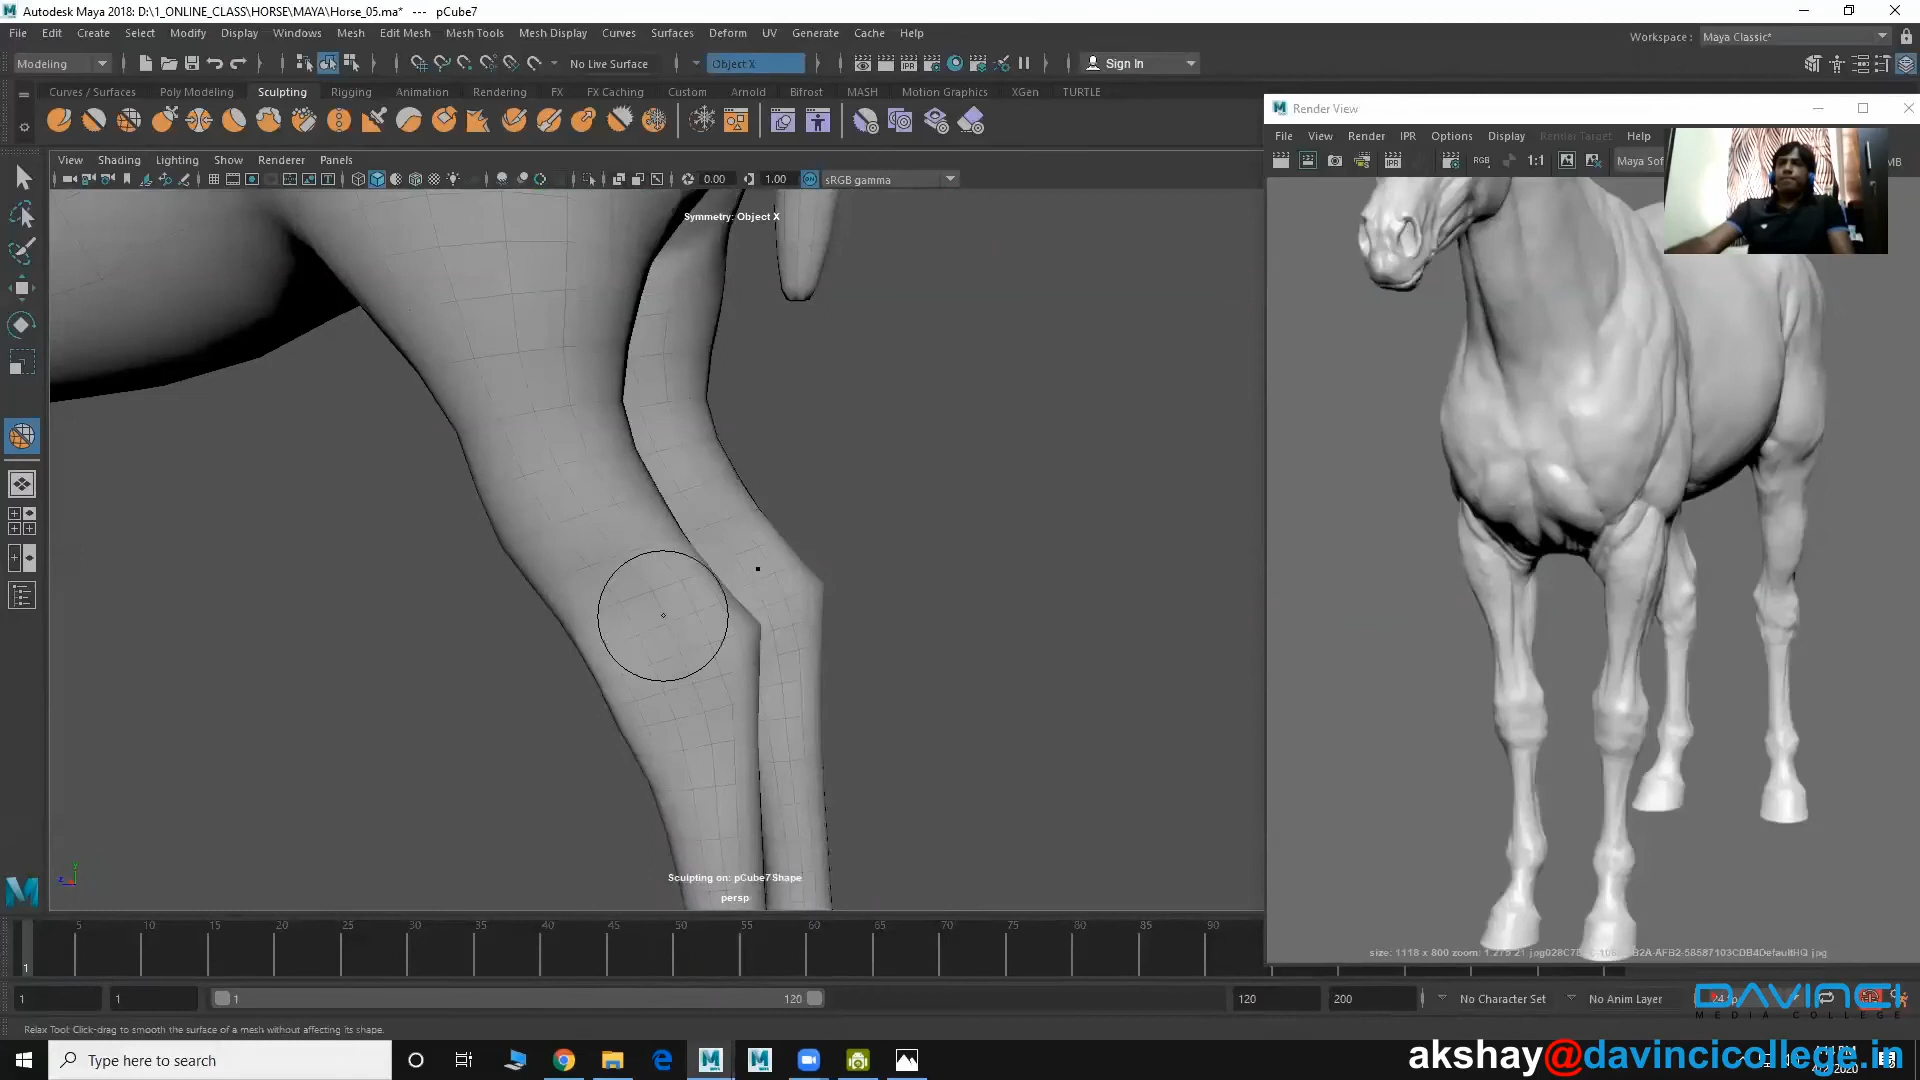 Autodesk Maya 2018: D:\1_ONLINE_CLASS\HORSE\MAYA\Horse_05.ma* --- pCube7
File Edit Create Select Modify Display Windows Mesh Edit Mesh Mesh Tools Mesh Display Curves Surfaces Deform UV Generate Cache Help
Workspace : Maya Classic*
Modeling
No Live Surface
Object X
Sign In
Curves / Surfaces Poly Modeling Sculpting Rigging Animation Rendering FX FX Caching Custom Arnold Bifrost MASH Motion Graphics XGen TURTLE
Render View
File View Render IPR Options Display Render Target Help
RGB 1:1 Maya Sof MB
View Shading Lighting Show Renderer Panels
0.00 1.00 sRGB gamma
Symmetry: Object X
Sculpting on: pCube7Shape
persp
5 10 15 20 25 30 35 40 45 50 55 60 65 70 75 80 85 90
1
1 1 1 120 120 200 No Character Set No Anim Layer
DAVINCI
MEDIA COLLEGE
Relax Tool: Click-drag to smooth the surface of a mesh without affecting its shape.
Type here to search
akshay@davincicollege.in